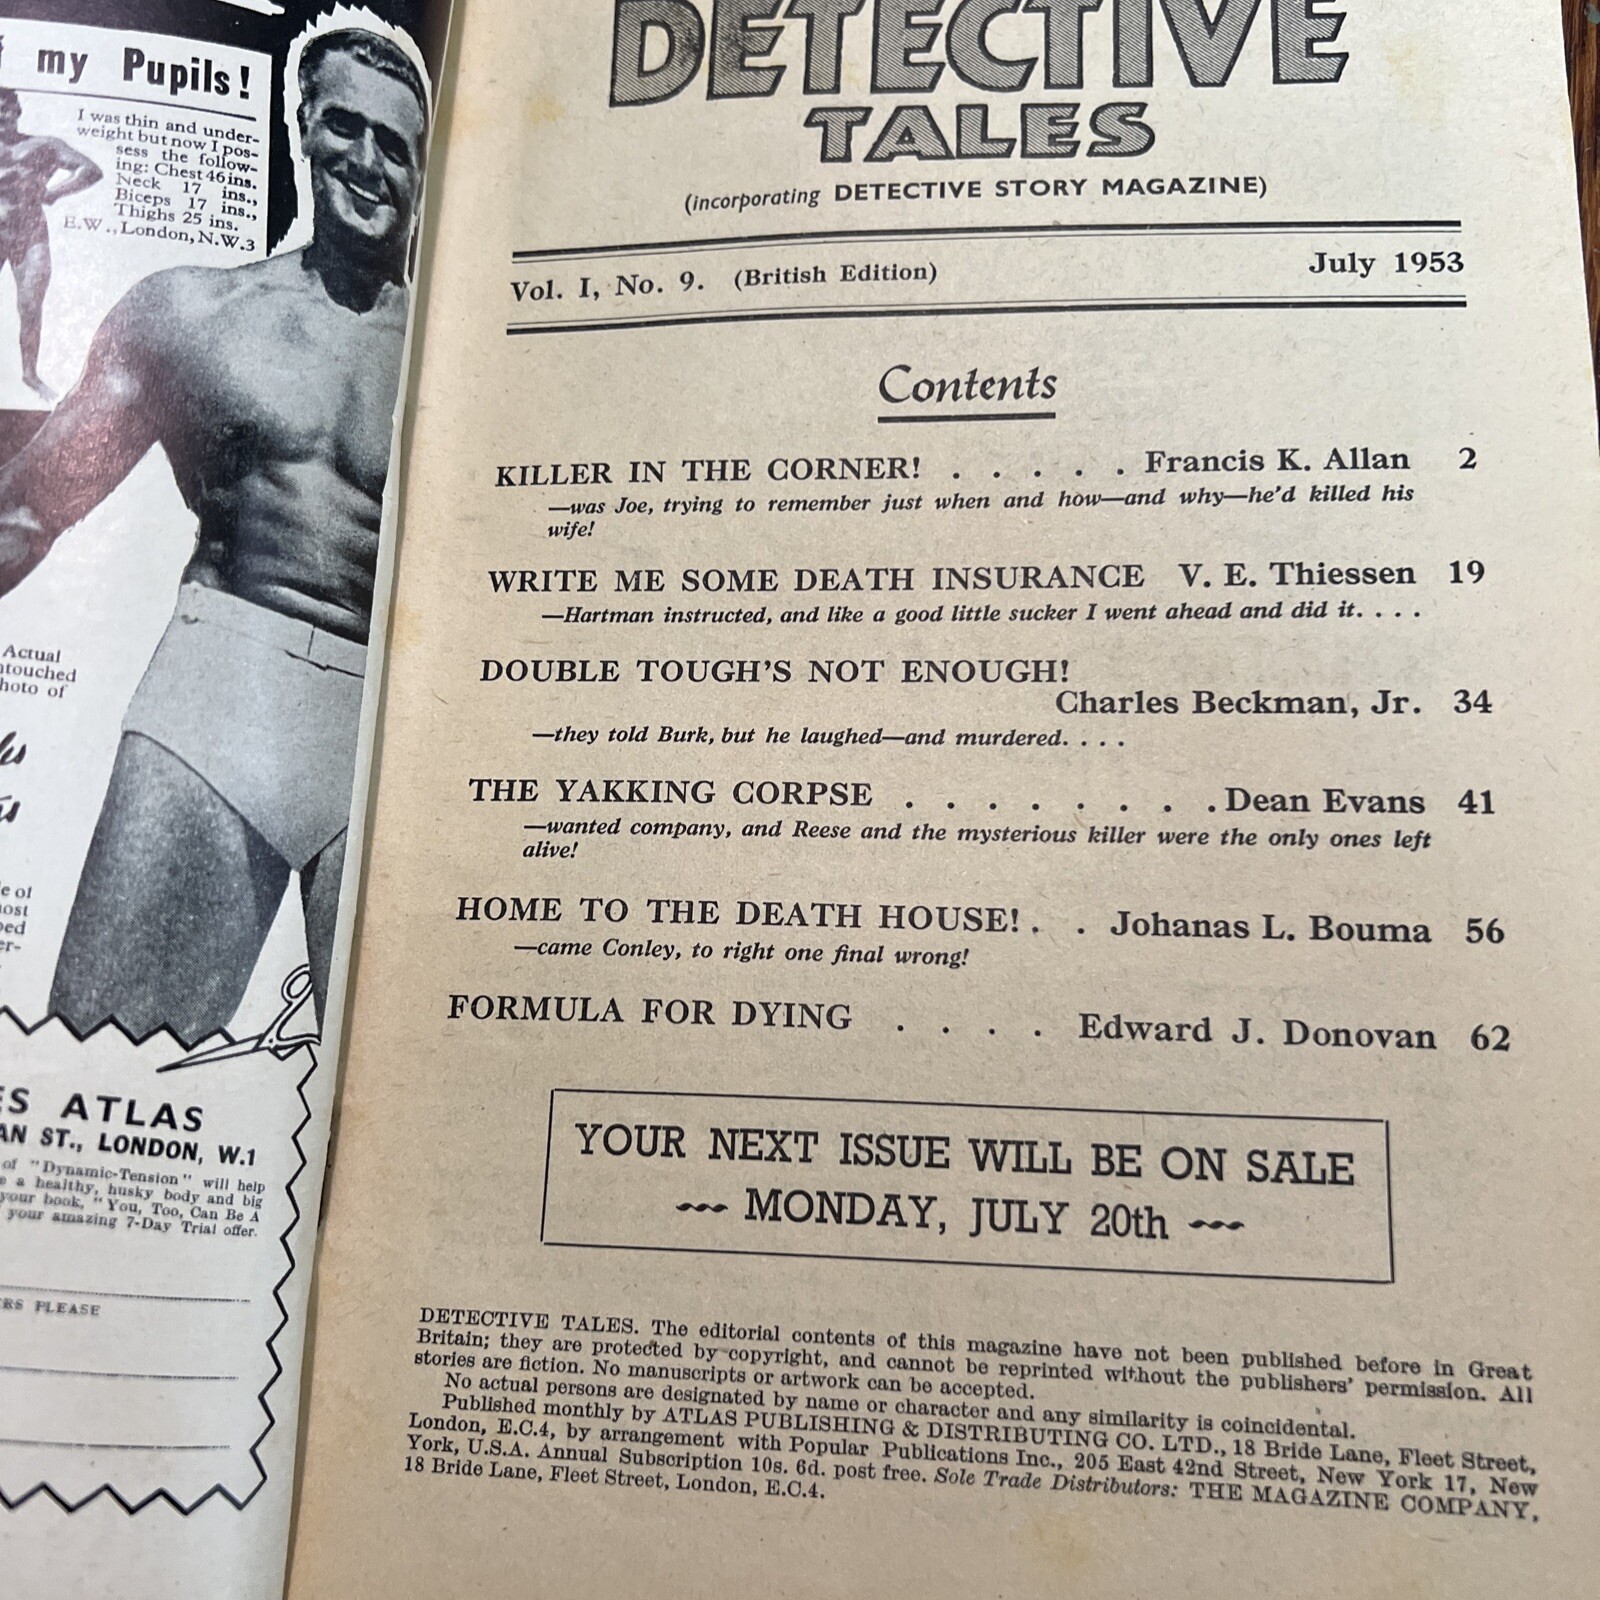 my Pupils!
I was thin and under-
weight but now I pos-
sess the follow-
ing: Chest 46 ins.
Neck 17 ins.,
Biceps 17 ins.,
Thighs 25 ins.
E.W., London, N.W.3
Actual
hoto of
ATLAS
ST., LONDON, W.1
of "Dynamic-Tension" will help
a healthy, husky body and big
your book, "You, Too, Can Be A
your amazing 7-Day Trial offer.
PLEASE
DETECTIVE
TALES
(incorporating DETECTIVE STORY MAGAZINE)
Vol. I, No. 9. (British Edition) July 1953
Contents
KILLER IN THE CORNER! . . . . . Francis K. Allan 2
—was Joe, trying to remember just when and how—and why—he'd killed his
wife!
WRITE ME SOME DEATH INSURANCE V. E. Thiessen 19
—Hartman instructed, and like a good little sucker I went ahead and did it. . . .
DOUBLE TOUGH'S NOT ENOUGH!
Charles Beckman, Jr. 34
—they told Burk, but he laughed—and murdered. . . .
THE YAKKING CORPSE . . . . . . . . Dean Evans 41
—wanted company, and Reese and the mysterious killer were the only ones left
alive!
HOME TO THE DEATH HOUSE! . . Johanas L. Bouma 56
—came Conley, to right one final wrong!
FORMULA FOR DYING . . . . Edward J. Donovan 62
YOUR NEXT ISSUE WILL BE ON SALE
MONDAY, JULY 20th
DETECTIVE TALES. The editorial contents of this magazine have not been published before in Great
Britain; they are protected by copyright, and cannot be reprinted without the publishers' permission. All
stories are fiction. No manuscripts or artwork can be accepted.
No actual persons are designated by name or character and any similarity is coincidental.
Published monthly by ATLAS PUBLISHING & DISTRIBUTING CO. LTD., 18 Bride Lane, Fleet Street,
London, E.C.4, by arrangement with Popular Publications Inc., 205 East 42nd Street, New York 17, New
York, U.S.A. Annual Subscription 10s. 6d. post free. Sole Trade Distributors: THE MAGAZINE COMPANY,
18 Bride Lane, Fleet Street, London, E.C.4.